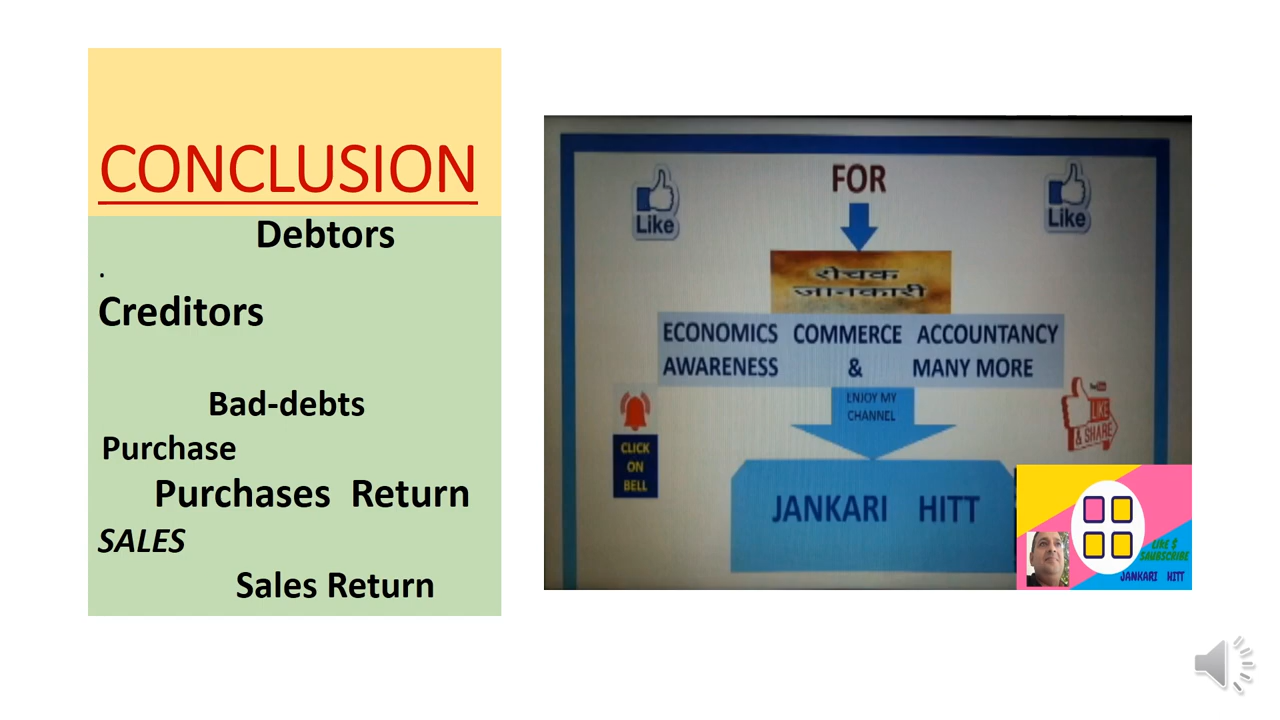 CONCLUSION
Debtors
.
Creditors
Bad-debts
Purchase
Purchases Return
SALES
Sales Return
FOR
Like
Like
रोचक
जानकारी
ECONOMICS COMMERCE ACCOUNTANCY
AWARENESS & MANY MORE
ENJOY MY
CHANNEL
CLICK
ON
BELL
LIKE
& SHARE
JANKARI HITT
LIKE $
SAUBSCRIBE
JANKARI HITT